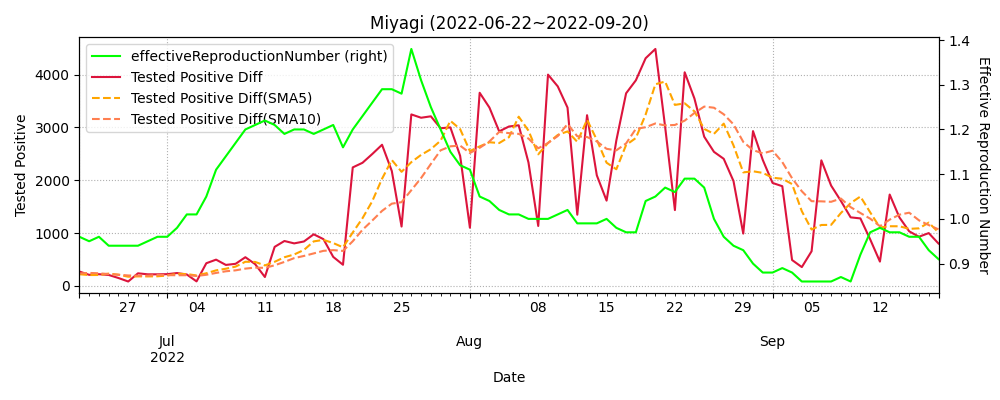 Miyagi (2022-06-22~2022-09-20)
effectiveReproductionNumber (right)
Tested Positive Diff
Tested Positive Diff(SMA5)
Tested Positive Diff(SMA10)
Tested Positive
4000
3000
2000
1000
0
1.4
1.3
1.2
1.1
1.0
0.9
Effective Reproduction Number
27 04 11 18 25 08 15 22 29 05 12
Jul Aug Sep
2022
Date